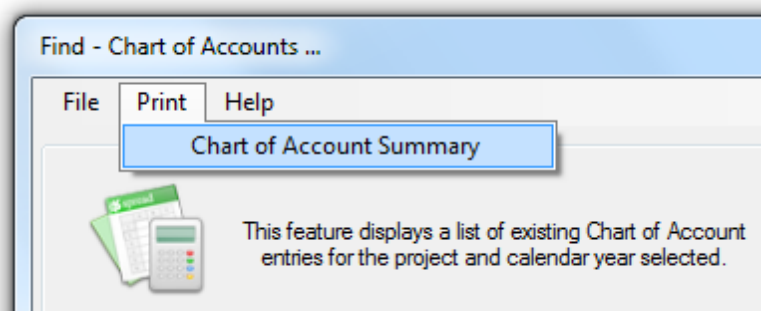 Find - Chart of Accounts ...
File Print Help
Chart of Account Summary
spread
This feature displays a list of existing Chart of Account
entries for the project and calendar year selected.